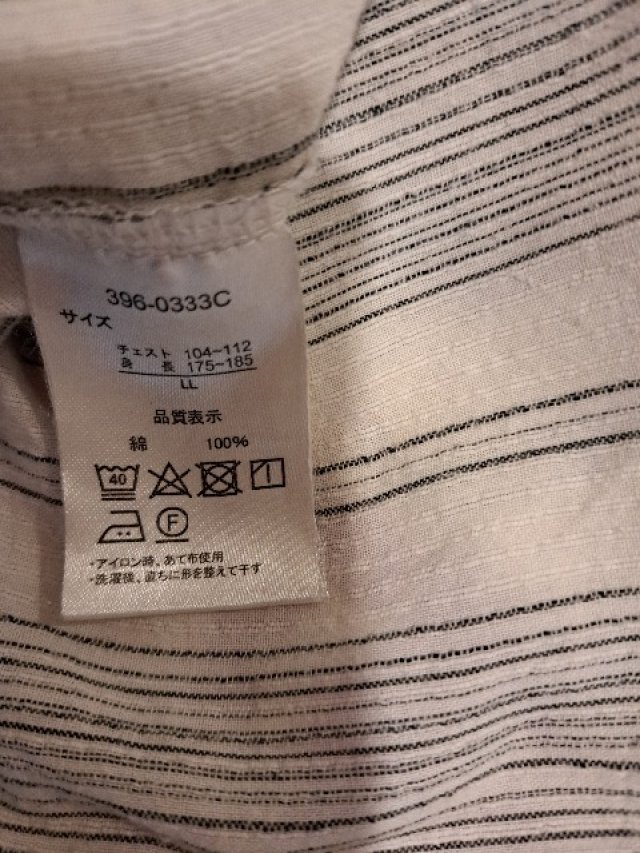 396-0333C
サイズ
チェスト 104~112
身 長 175~185
LL
品質表示
綿 100%
40
F
・アイロン時、あて布使用
・洗濯後、直ちに形を整えて干す